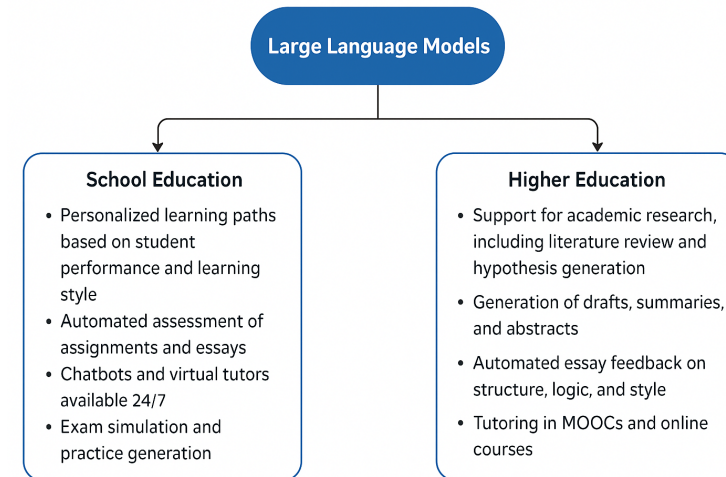 Large Language Models
School Education
• Personalized learning paths
based on student
performance and learning
style
• Automated assessment of
assignments and essays
• Chatbots and virtual tutors
available 24/7
• Exam simulation and
practice generation
Higher Education
• Support for academic research,
including literature review and
hypothesis generation
• Generation of drafts, summaries,
and abstracts
• Automated essay feedback on
structure, logic, and style
• Tutoring in MOOCs and online
courses